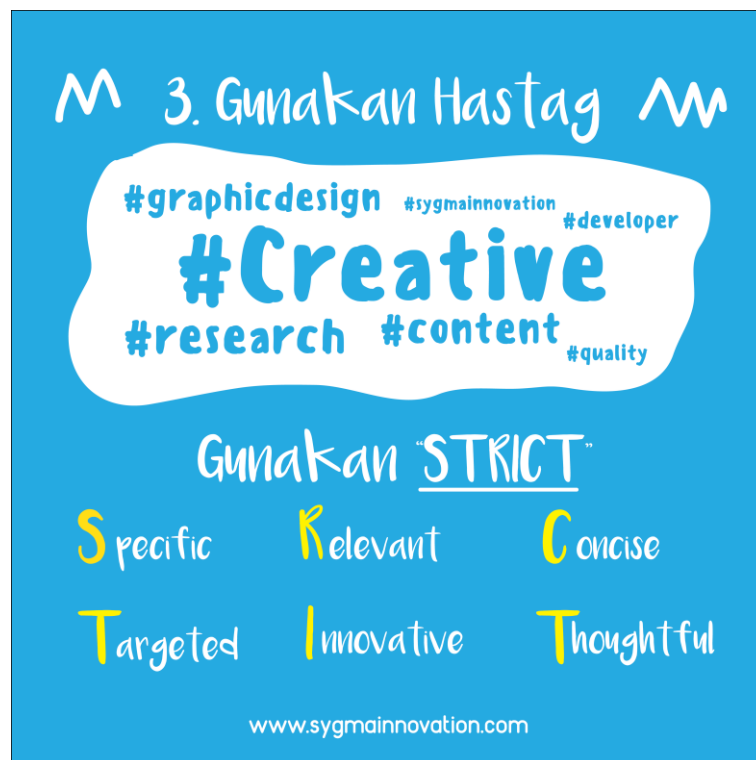 3. Gunakan Hastag
#graphicdesign #sygmainnovation
#developer
#Creative
#research #content
#quality
Gunakan "STRICT"
Specific Relevant Concise
Targeted Innovative Thoughtful
www.sygmainnovation.com